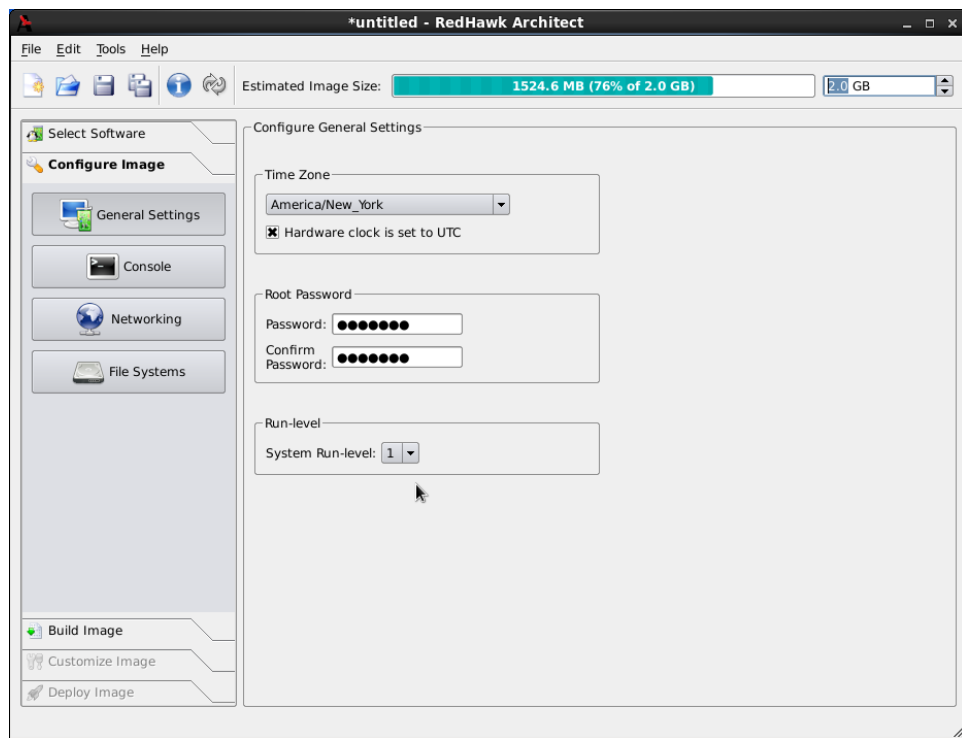 *untitled - RedHawk Architect
File Edit Tools Help
Estimated Image Size: 1524.6 MB (76% of 2.0 GB) 2.0 GB
Select Software
Configure Image
General Settings
Console
Networking
File Systems
Build Image
Customize Image
Deploy Image
Configure General Settings
Time Zone
America/New_York
Hardware clock is set to UTC
Root Password
Password: ●●●●●●●
Confirm
Password: ●●●●●●●
Run-level
System Run-level: 1